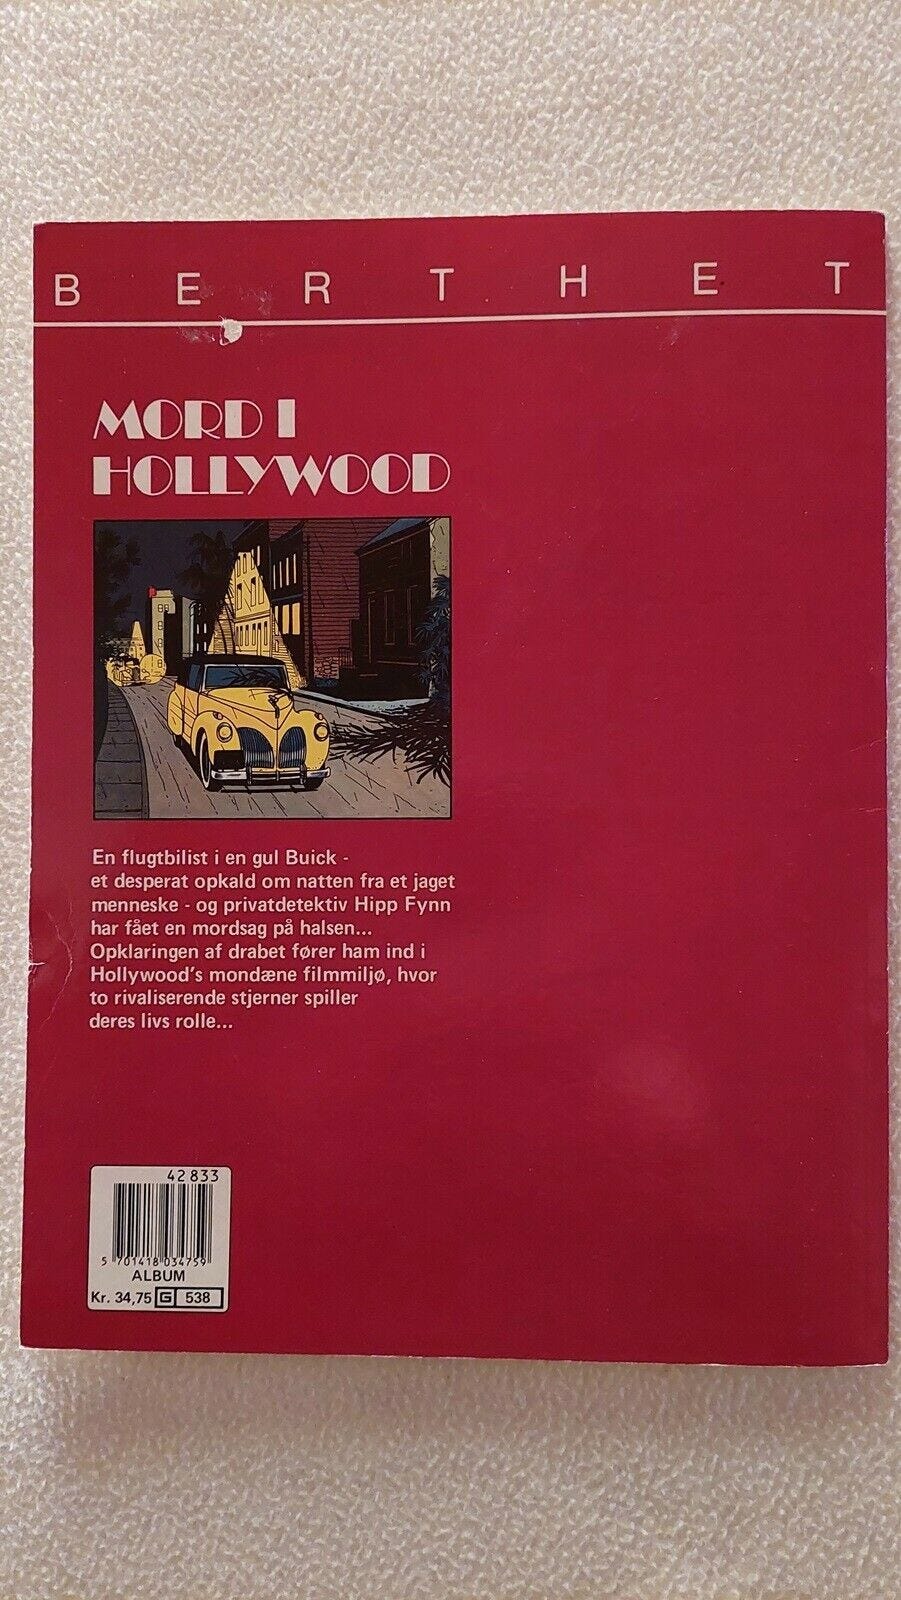 BERTHET
MORD I
HOLLYWOOD
En flugtbilist i en gul Buick -
et desperat opkald om natten fra et jaget
menneske - og privatdetektiv Hipp Fynn
har fået en mordsag på halsen...
Opklaringen af drabet fører ham ind i
Hollywood's mondæne filmmiljø, hvor
to rivaliserende stjerner spiller
deres livs rolle...
42833
5 701418 034759
ALBUM
Kr. 34,75 G 538